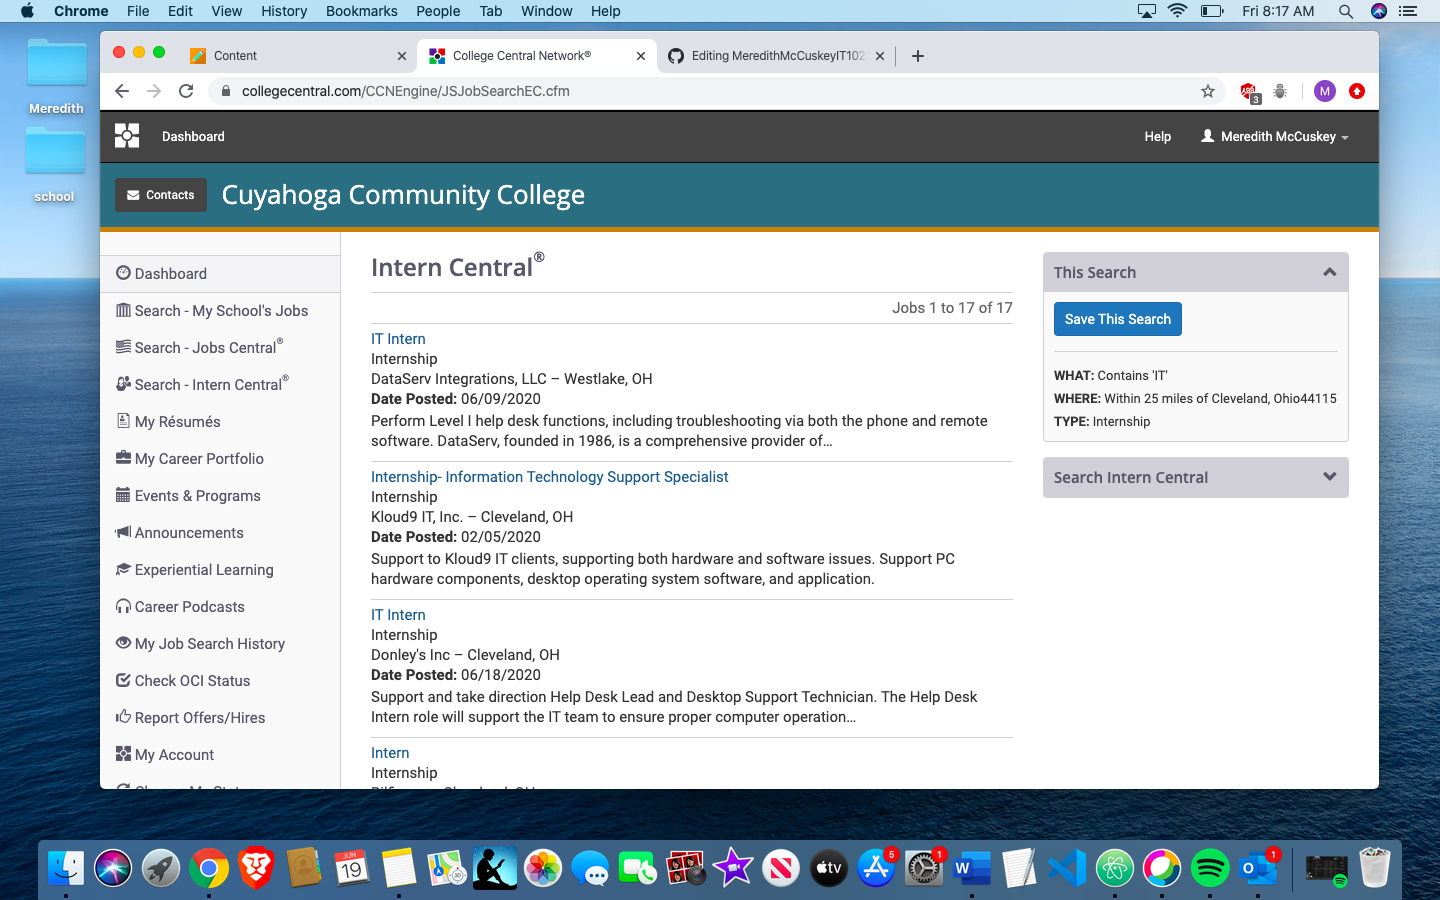 Chrome File Edit View History Bookmarks People Tab Window Help Fri 8:17 AM
Meredith
school
Content
College Central Network®
Editing MeredithMcCuskeyIT102
collegecentral.com/CCNEngine/JSJobSearchEC.cfm
3
M
Dashboard
Help
Meredith McCuskey
Contacts
Cuyahoga Community College
Dashboard
Search - My School's Jobs
Search - Jobs Central®
Search - Intern Central®
My Résumés
My Career Portfolio
Events & Programs
Announcements
Experiential Learning
Career Podcasts
My Job Search History
Check OCI Status
Report Offers/Hires
My Account
Intern Central®
Jobs 1 to 17 of 17
IT Intern
Internship
DataServ Integrations, LLC – Westlake, OH
Date Posted: 06/09/2020
Perform Level I help desk functions, including troubleshooting via both the phone and remote
software. DataServ, founded in 1986, is a comprehensive provider of...
Internship- Information Technology Support Specialist
Internship
Kloud9 IT, Inc. – Cleveland, OH
Date Posted: 02/05/2020
Support to Kloud9 IT clients, supporting both hardware and software issues. Support PC
hardware components, desktop operating system software, and application.
IT Intern
Internship
Donley's Inc – Cleveland, OH
Date Posted: 06/18/2020
Support and take direction Help Desk Lead and Desktop Support Technician. The Help Desk
Intern role will support the IT team to ensure proper computer operation...
Intern
Internship
This Search
Save This Search
WHAT: Contains 'IT'
WHERE: Within 25 miles of Cleveland, Ohio44115
TYPE: Internship
Search Intern Central
JUN
19
3D
tv
5
1
W
O
1